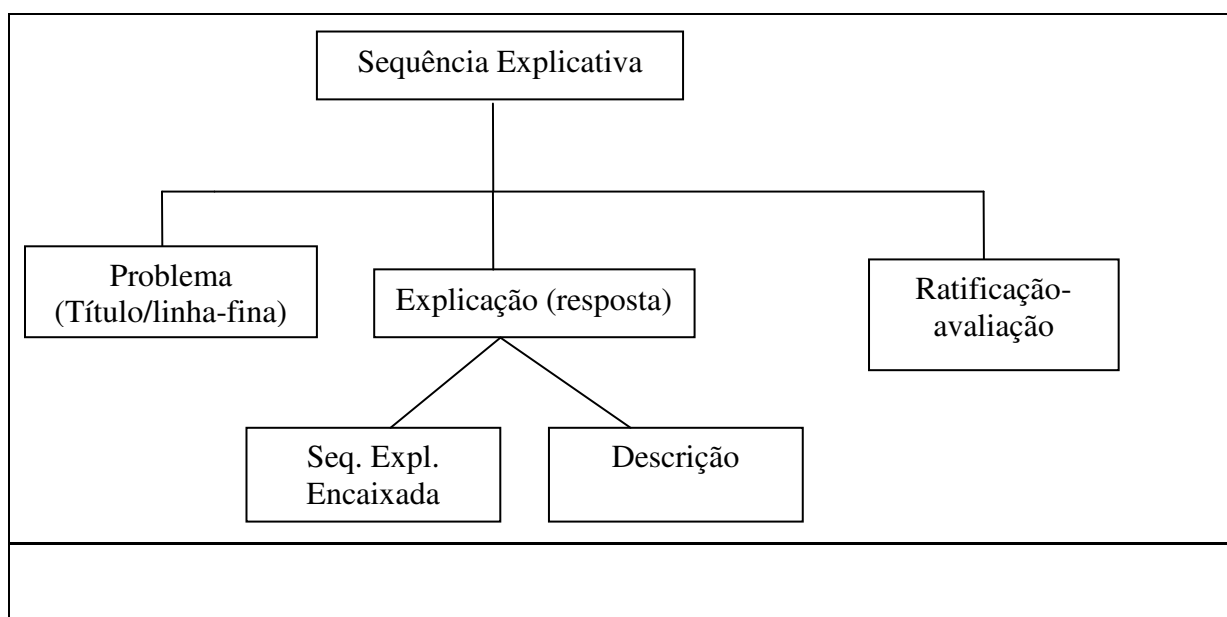 Sequência Explicativa
Problema
(Título/linha-fina)
Explicação (resposta)
Ratificação-
avaliação
Seq. Expl.
Encaixada
Descrição